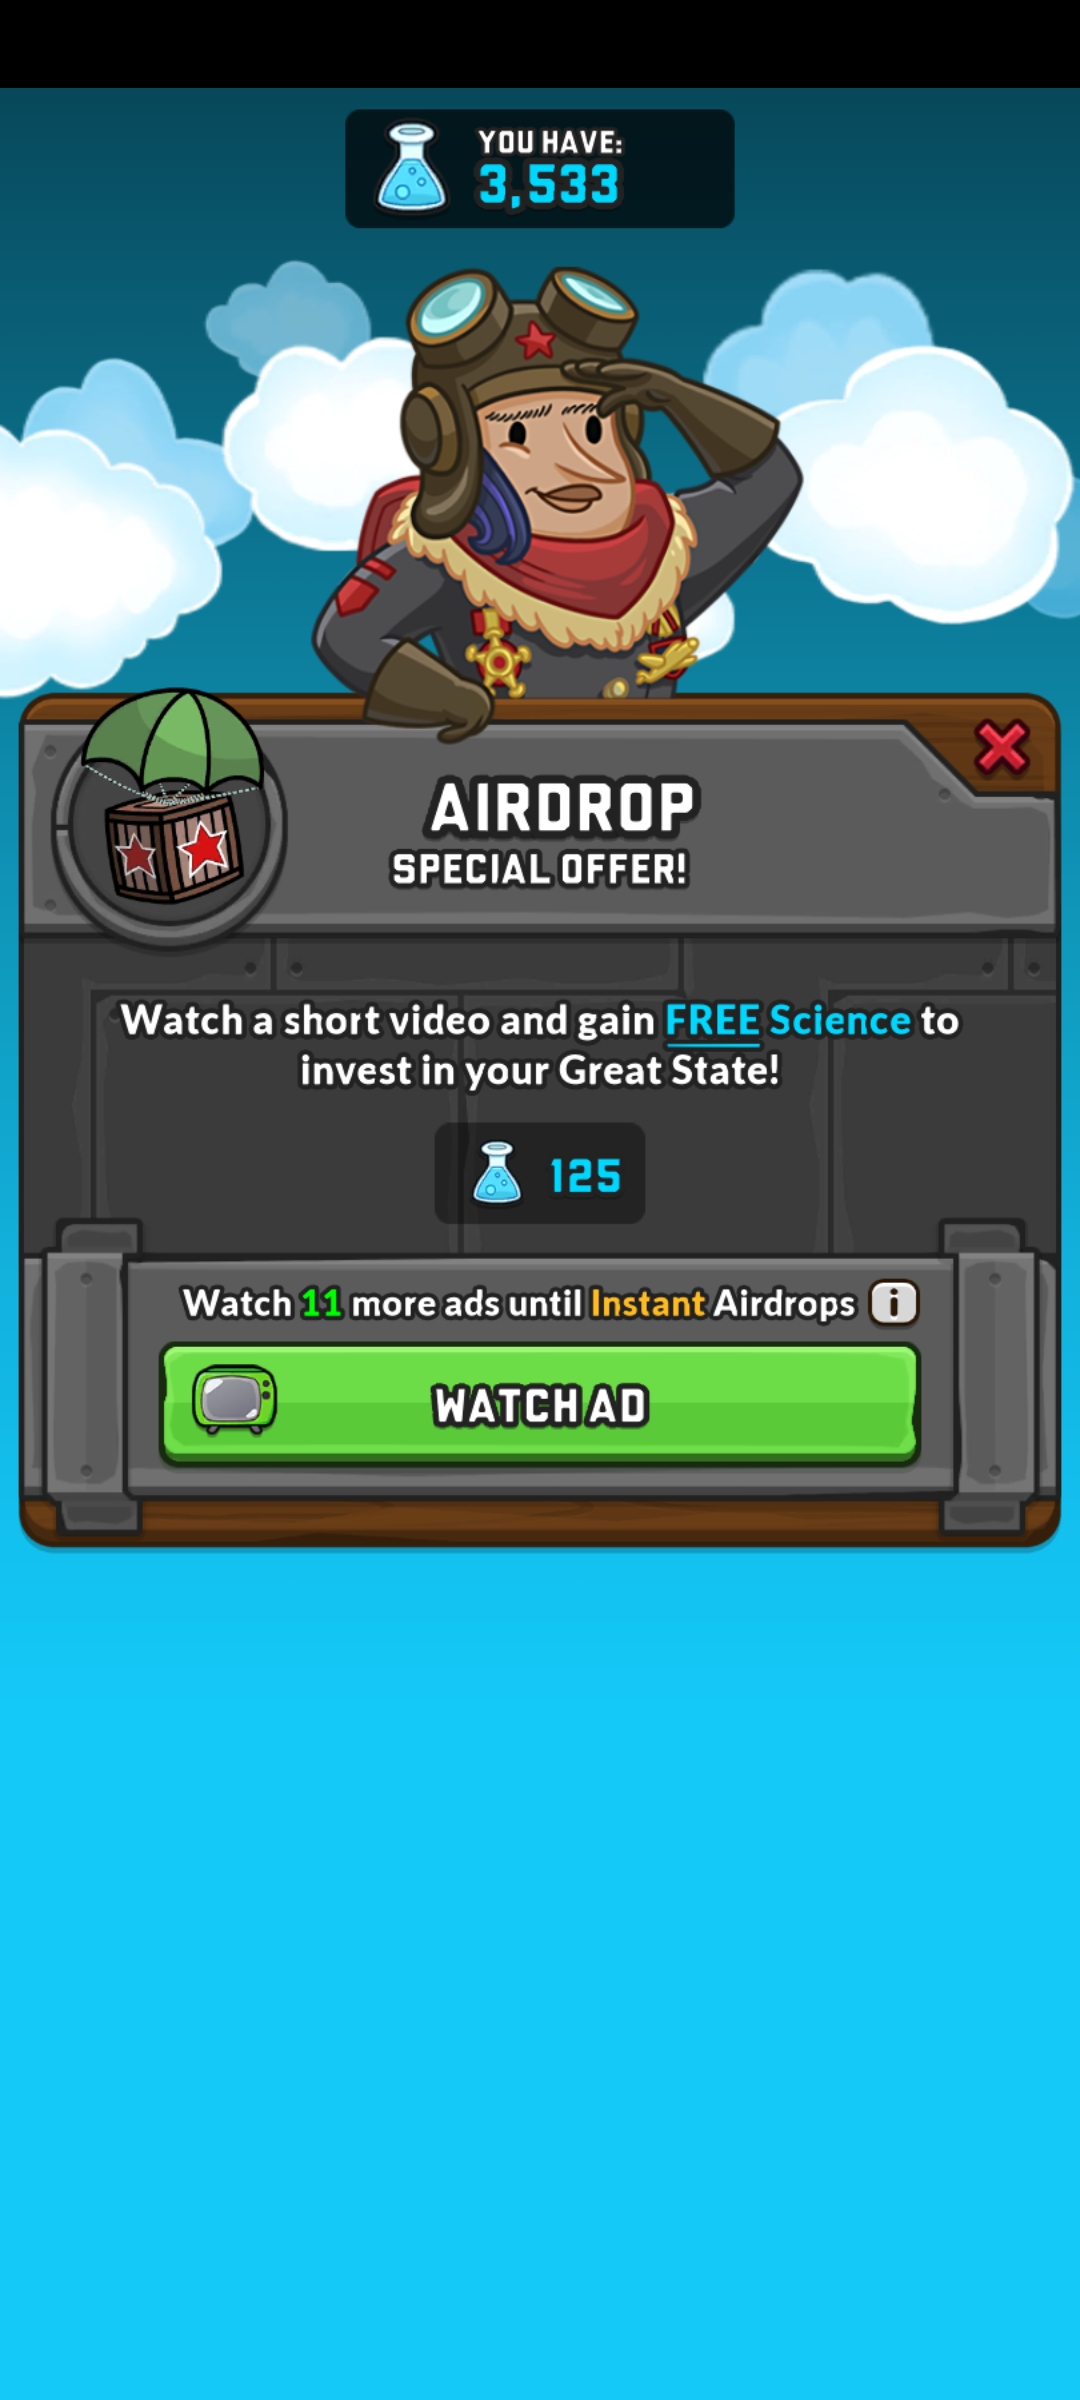 YOU HAVE:
3,533
AIRDROP
SPECIAL OFFER!
Watch a short video and gain FREE Science to
invest in your Great State!
125
Watch 11 more ads until Instant Airdrops i
WATCH AD